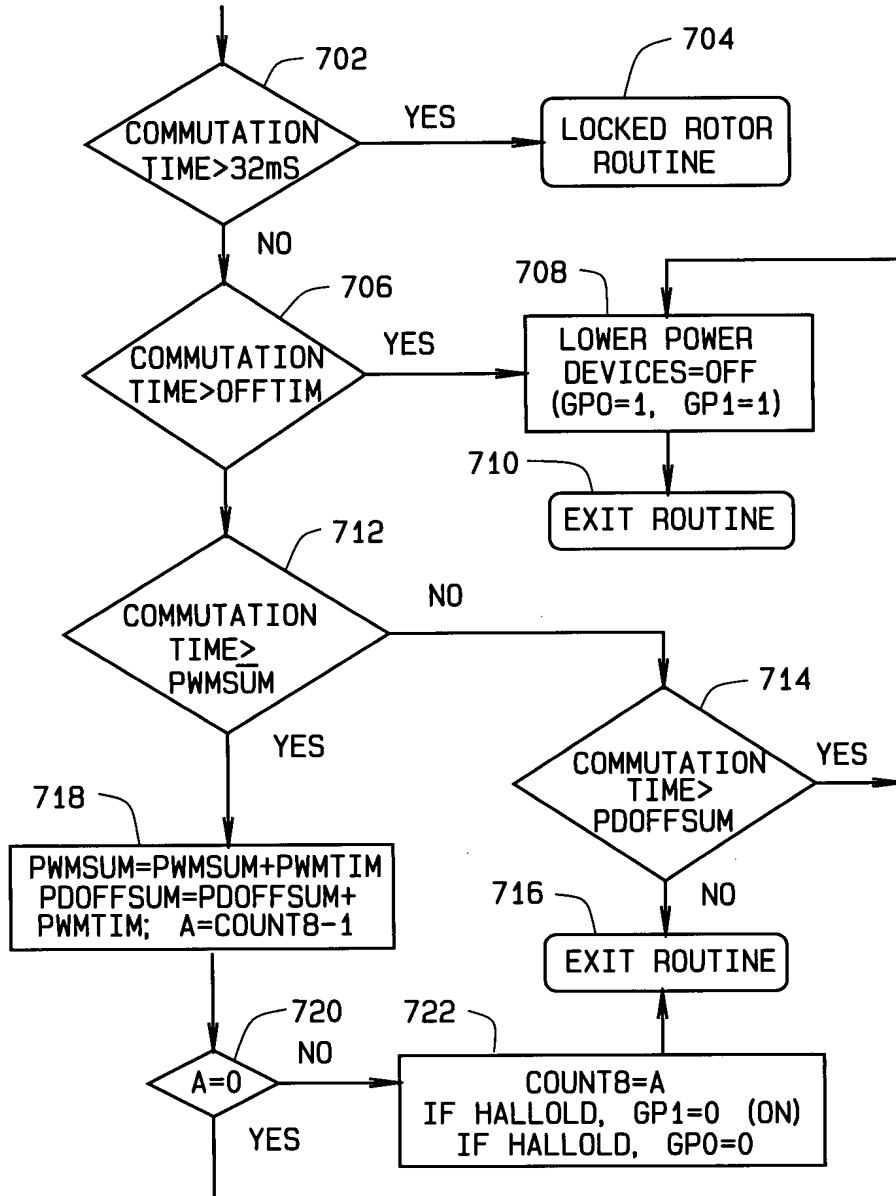 702
COMMUTATION
TIME>32mS
YES
704
LOCKED ROTOR
ROUTINE
NO
706
COMMUTATION
TIME>OFFTIM
YES
708
LOWER POWER
DEVICES=OFF
(GP0=1, GP1=1)
710
EXIT ROUTINE
712
COMMUTATION
TIME≥
PWMSUM
NO
YES
714
COMMUTATION
TIME>
PDOFFSUM
YES
NO
716
EXIT ROUTINE
718
PWMSUM=PWMSUM+PWMTIM
PDOFFSUM=PDOFFSUM+
PWMTIM; A=COUNT8-1
720
A=0
NO
YES
722
COUNT8=A
IF HALLOLD, GP1=0 (ON)
IF HALLOLD, GP0=0